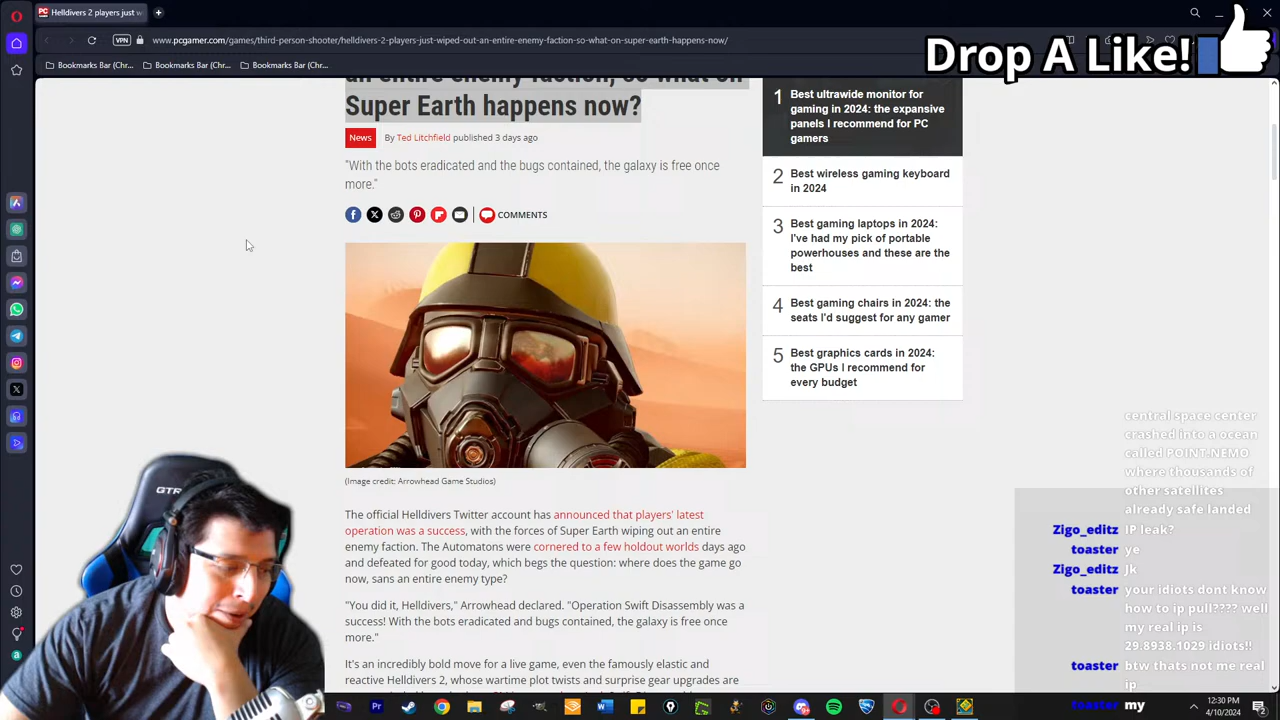 Helldivers 2 players just w
VPN
www.pcgamer.com/games/third-person-shooter/helldivers-2-players-just-wiped-out-an-entire-enemy-faction-so-what-on-super-earth-happens-now/
Bookmarks Bar (Chr...
Bookmarks Bar (Chr...
Bookmarks Bar (Chr...
Drop A Like!
an entire enemy faction, so what on
Super Earth happens now?
News
By Ted Litchfield published 3 days ago
"With the bots eradicated and the bugs contained, the galaxy is free once
more."
COMMENTS
(Image credit: Arrowhead Game Studios)
The official Helldivers Twitter account has announced that players' latest
operation was a success, with the forces of Super Earth wiping out an entire
enemy faction. The Automatons were cornered to a few holdout worlds days ago
and defeated for good today, which begs the question: where does the game go
now, sans an entire enemy type?
"You did it, Helldivers," Arrowhead declared. "Operation Swift Disassembly was a
success! With the bots eradicated and bugs contained, the galaxy is free once
more."
It's an incredibly bold move for a live game, even the famously elastic and
reactive Helldivers 2, whose wartime plot twists and surprise gear upgrades are
1 Best ultrawide monitor for
gaming in 2024: the expansive
panels I recommend for PC
gamers
2 Best wireless gaming keyboard
in 2024
3 Best gaming laptops in 2024:
I've had my pick of portable
powerhouses and these are the
best
4 Best gaming chairs in 2024: the
seats I'd suggest for any gamer
5 Best graphics cards in 2024:
the GPUs I recommend for
every budget
central space center
crashed into a ocean
called POINT.NEMO
where thousands of
other satellites
already safe landed
Zigo_editz IP leak?
toaster ye
Zigo_editz Jk
toaster your idiots dont know
how to ip pull???? well
my real ip is
29.8938.1029 idiots!!
toaster btw thats not me real
ip
toaster my
GTR
12:30 PM
4/10/2024
2